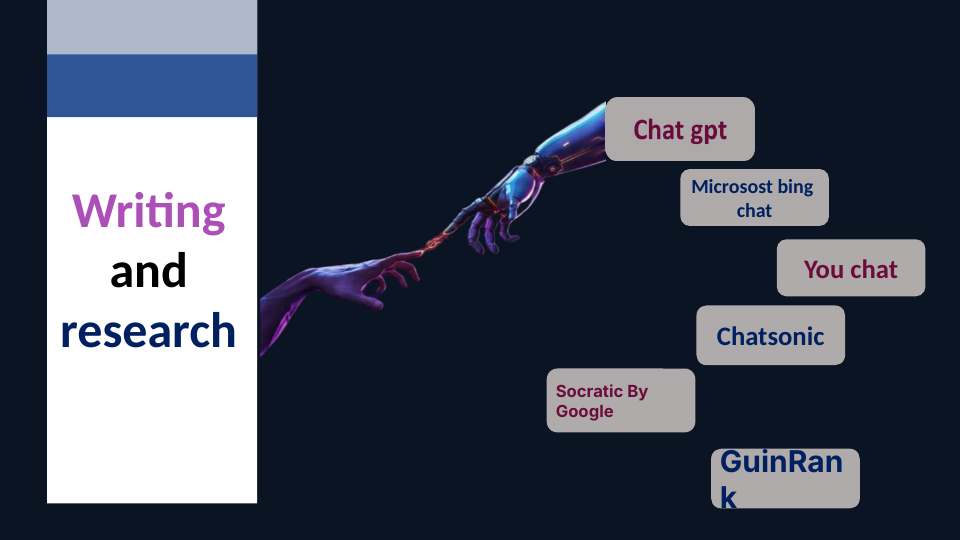 Writing
and
research
Chat gpt
Microsost bing
chat
You chat
Chatsonic
Socratic By
Google
GuinRan
k